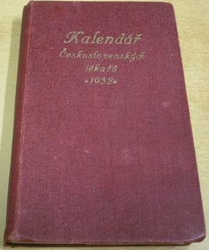 Kalendář
Československých
lékařů
*1932*